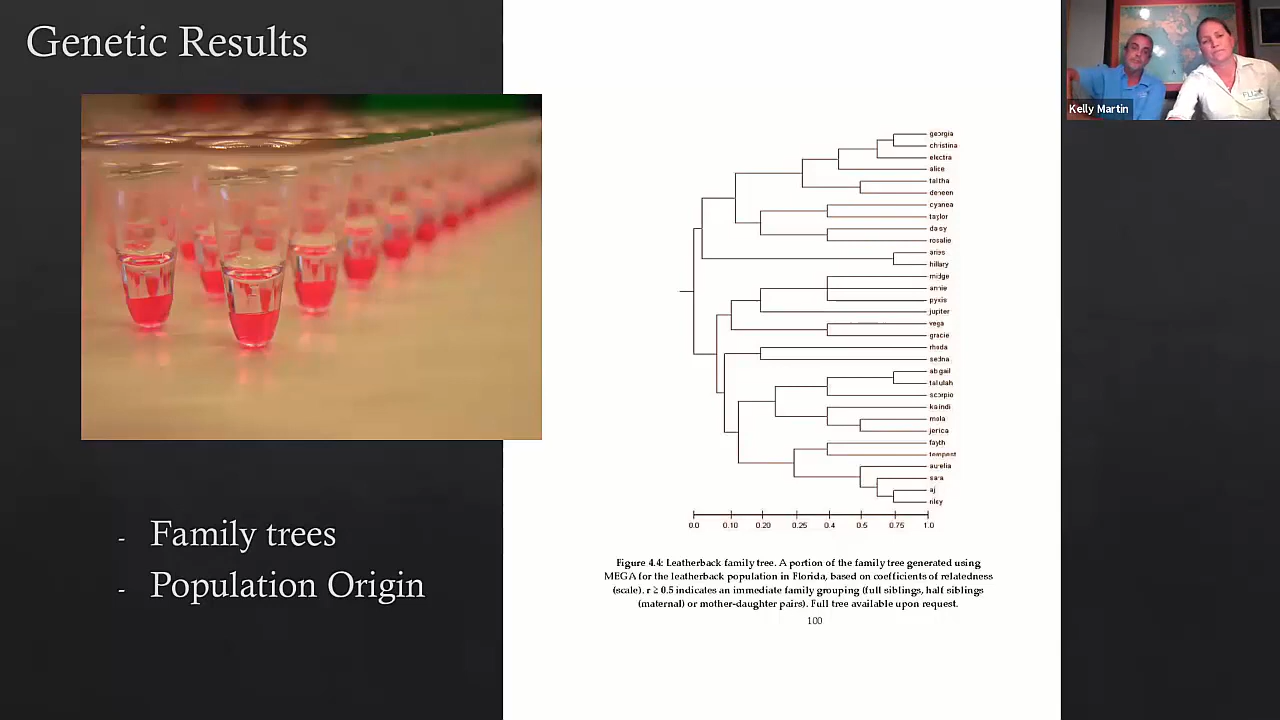 Genetic Results
Kelly Martin
georgia
christina
electra
alice
talitha
deneen
cyanea
taylor
daisy
rosalie
aries
hillary
midge
annie
pyxis
jupiter
vega
gracie
rhoda
sedna
abigail
talulah
scorpio
kalindi
mala
jerica
fayth
tempest
aurelia
sara
aj
riley
0.0 0.10 0.20 0.25 0.4 0.5 0.75 1.0
- Family trees
- Population Origin
Figure 4.4: Leatherback family tree. A portion of the family tree generated using
MEGA for the leatherback population in Florida, based on coefficients of relatedness
(scale). r ≥ 0.5 indicates an immediate family grouping (full siblings, half siblings
(maternal) or mother-daughter pairs). Full tree available upon request.
100